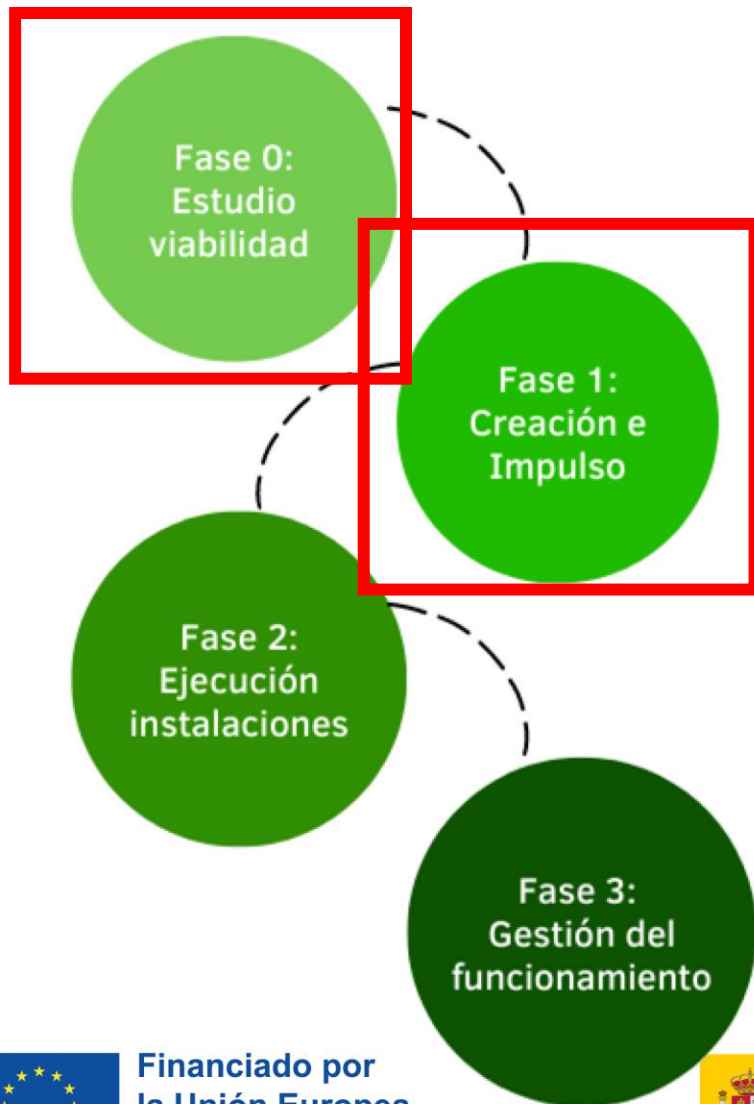 Fase 0:
Estudio
viabilidad
Fase 1:
Creación e
Impulso
Fase 2:
Ejecución
instalaciones
Fase 3:
Gestión del
funcionamiento
Financiado por
la Unión Europea